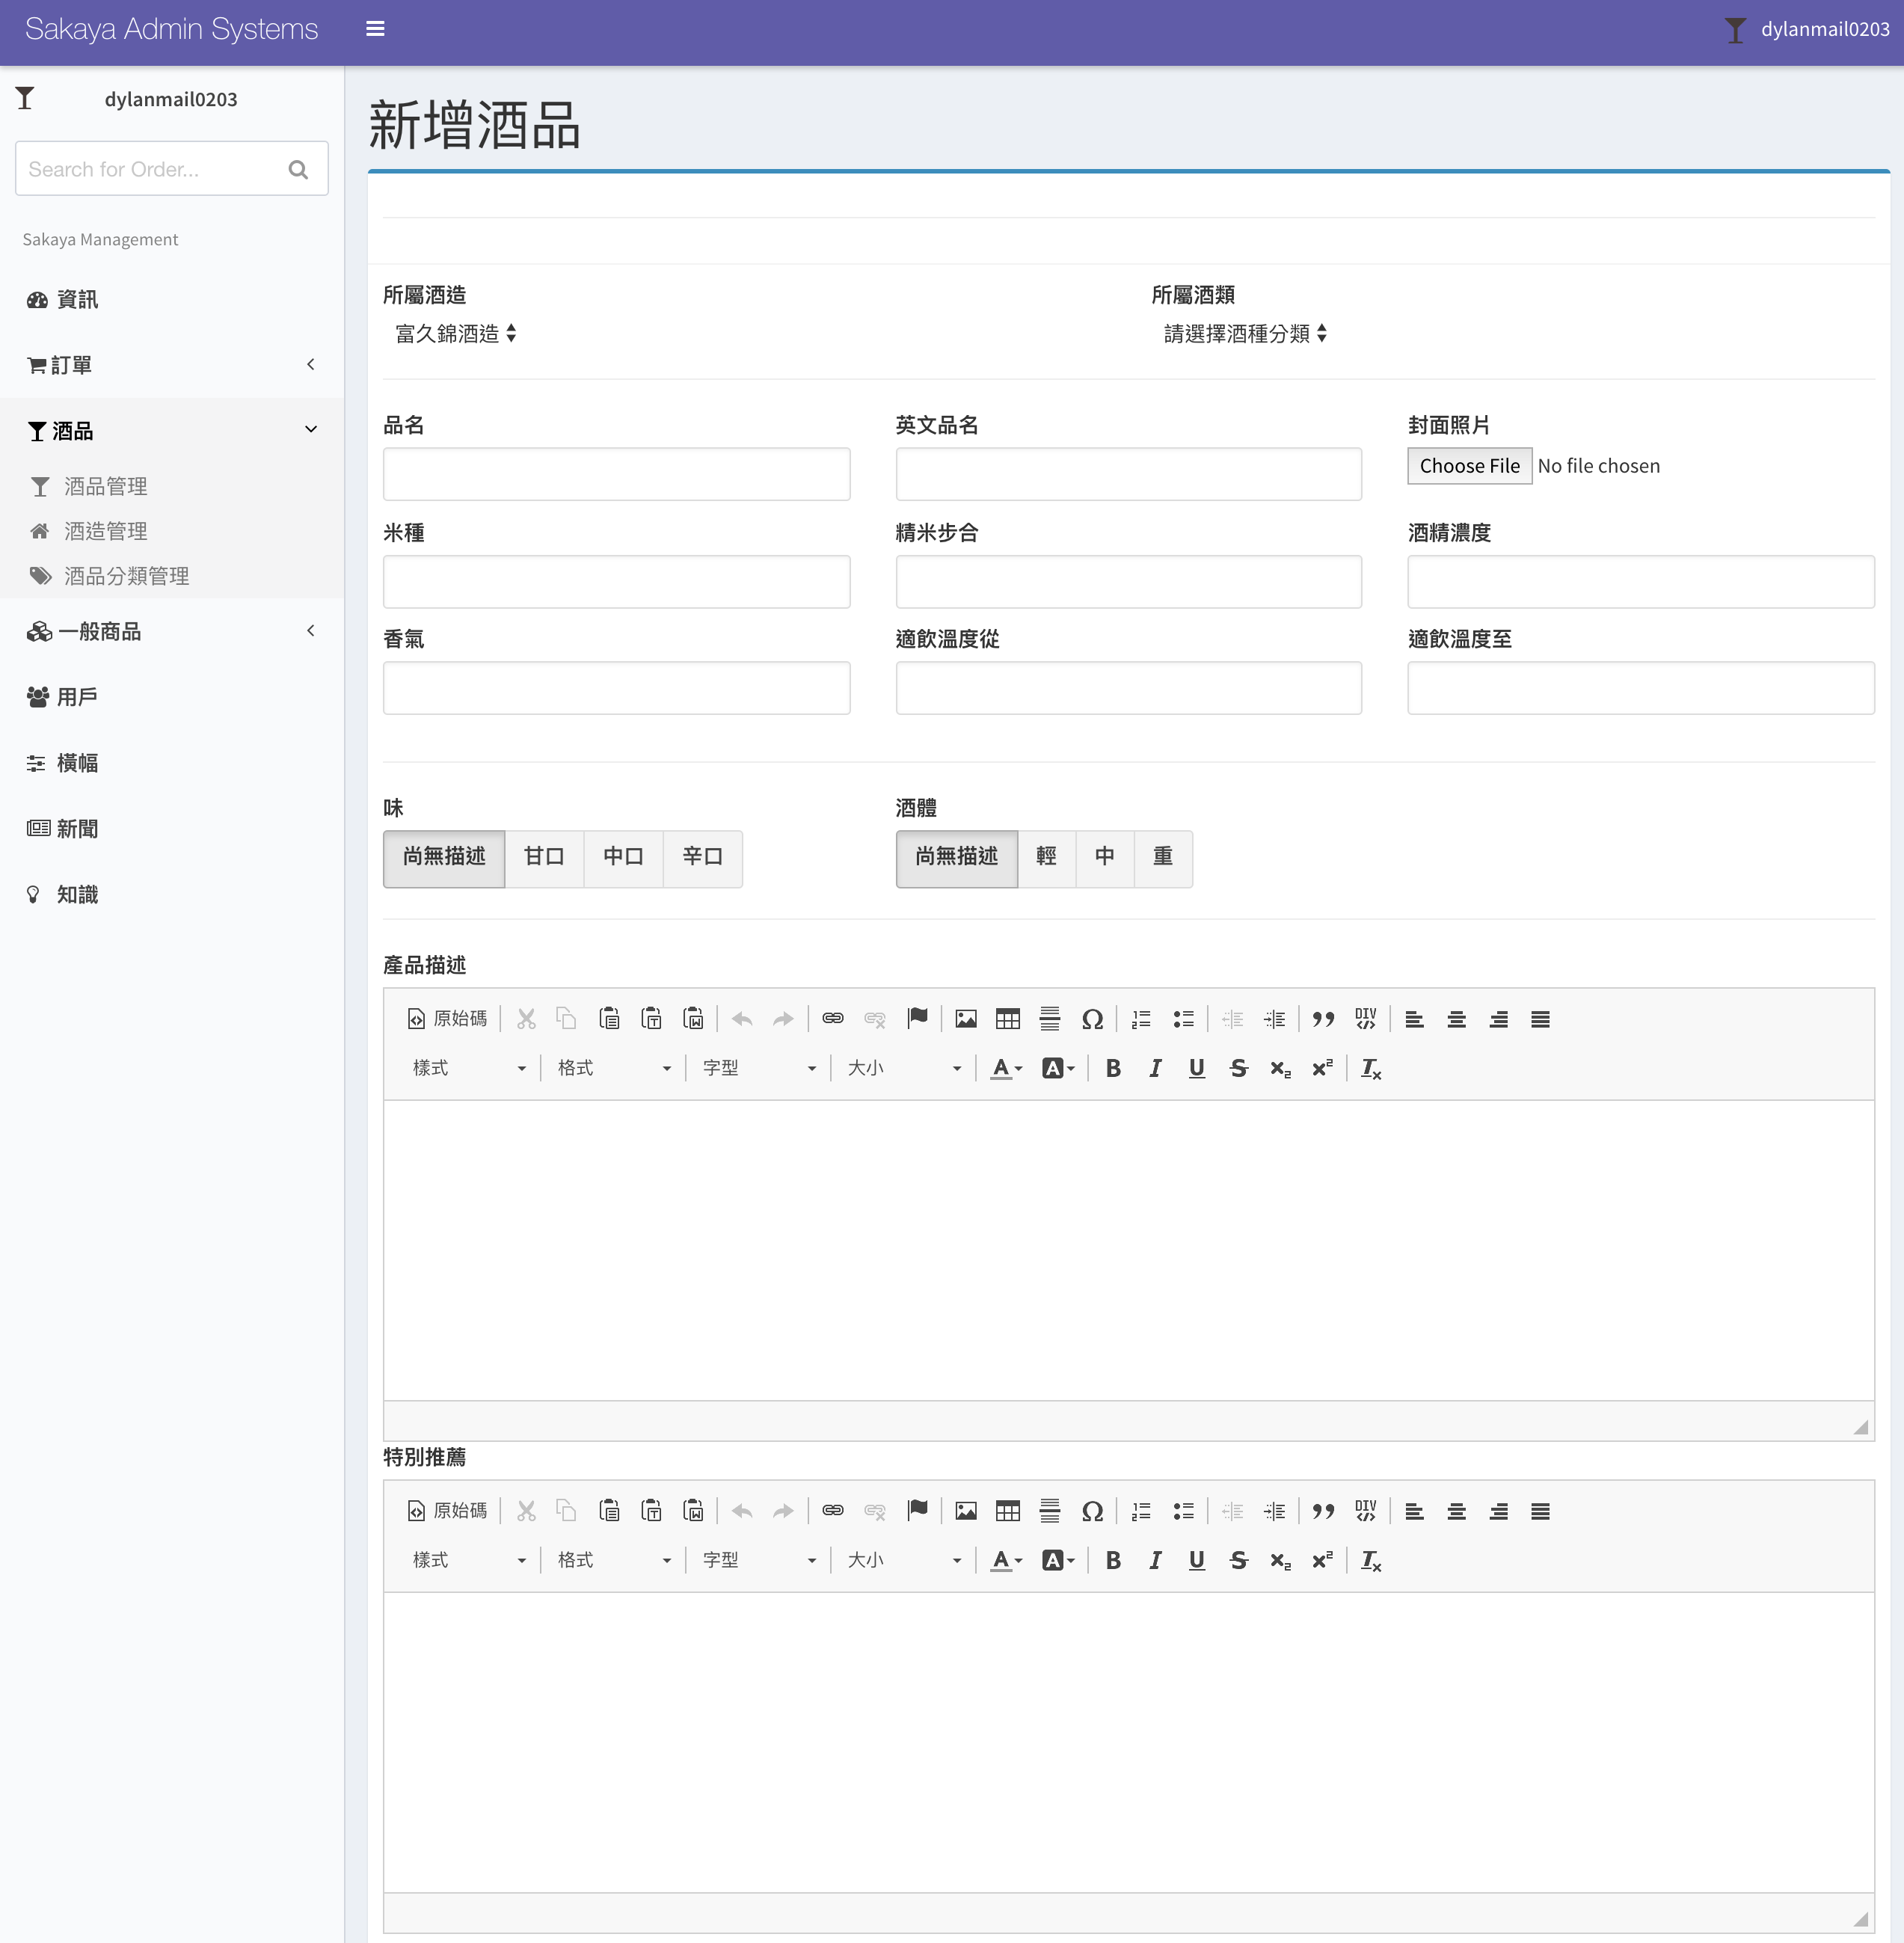 Sakaya Admin Systems
dylanmail0203
dylanmail0203
Search for Order...
Sakaya Management
資訊
訂單
酒品
酒品管理
酒造管理
酒品分類管理
一般商品
用戶
橫幅
新聞
知識
新增酒品
所屬酒造 所屬酒類
富久錦酒造 請選擇酒種分類
品名 英文品名 封面照片
Choose File No file chosen
米種 精米步合 酒精濃度
香氣 適飲溫度從 適飲溫度至
味 酒體
尚無描述 甘口 中口 辛口 尚無描述 輕 中 重
產品描述
原始碼
樣式 格式 字型 大小
特別推薦
原始碼
樣式 格式 字型 大小